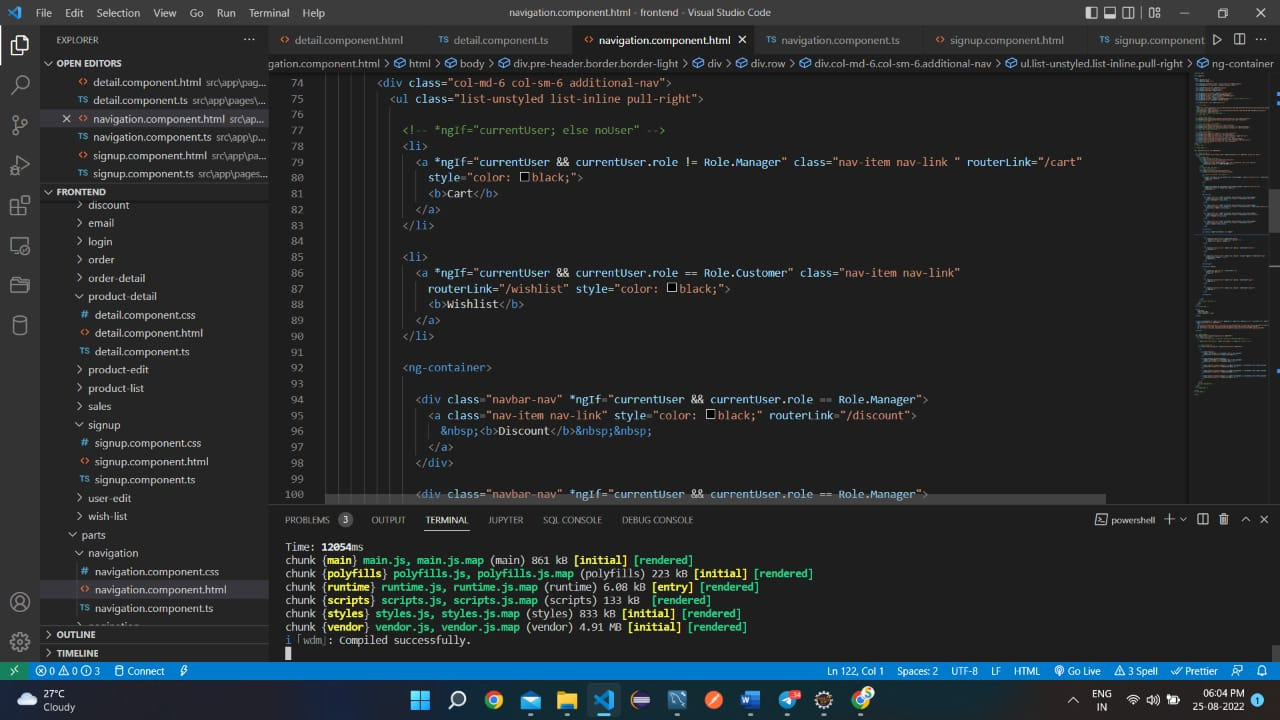 File Edit Selection View Go Run Terminal Help
navigation.component.html - frontend - Visual Studio Code
EXPLORER
OPEN EDITORS
detail.component.html src\app\pag...
detail.component.ts src\app\pages\...
navigation.component.html src\ap...
navigation.component.ts src\app\p...
signup.component.html src\app\pa...
signup.component.ts src\app\pages...
FRONTEND
discount
email
login
order
order-detail
product-detail
detail.component.css
detail.component.html
detail.component.ts
product-edit
product-list
sales
signup
signup.component.css
signup.component.html
signup.component.ts
user-edit
wish-list
parts
navigation
navigation.component.css
navigation.component.html
navigation.component.ts
OUTLINE
TIMELINE
detail.component.html
detail.component.ts
navigation.component.html
navigation.component.ts
signup.component.html
signup.component
gation.component.html > html > body > div.pre-header.border.border-light > div > div.row > div.col-md-6.col-sm-6.additional-nav > ul.list-unstyled.list-inline.pull-right > ng-container
74 <div class="col-md-6 col-sm-6 additional-nav">
75 <ul class="list-unstyled list-inline pull-right">
76
77 <!-- *ngIf="currentUser; else noUser" -->
78 <li>
79 <a *ngIf="currentUser && currentUser.role != Role.Manager" class="nav-item nav-link " routerLink="/cart"
80 style="color: black;">
81 <b>Cart</b>
82 </a>
83 </li>
84
85 <li>
86 <a *ngIf="currentUser && currentUser.role == Role.Customer" class="nav-item nav-link"
87 routerLink="/wishlist" style="color: black;">
88 <b>Wishlist</b>
89 </a>
90 </li>
91
92 <ng-container>
93
94 <div class="navbar-nav" *ngIf="currentUser && currentUser.role == Role.Manager">
95 <a class="nav-item nav-link" style="color: black;" routerLink="/discount">
96 &nbsp;<b>Discount</b>&nbsp;&nbsp;
97 </a>
98 </div>
99
100 <div class="navbar-nav" *ngIf="currentUser && currentUser.role == Role.Manager">
PROBLEMS 3 OUTPUT TERMINAL JUPYTER SQL CONSOLE DEBUG CONSOLE
powershell
Time: 12054ms
chunk {main} main.js, main.js.map (main) 861 kB [initial] [rendered]
chunk {polyfills} polyfills.js, polyfills.js.map (polyfills) 223 kB [initial] [rendered]
chunk {runtime} runtime.js, runtime.js.map (runtime) 6.08 kB [entry] [rendered]
chunk {scripts} scripts.js, scripts.js.map (scripts) 133 kB [rendered]
chunk {styles} styles.js, styles.js.map (styles) 833 kB [initial] [rendered]
chunk {vendor} vendor.js, vendor.js.map (vendor) 4.91 MB [initial] [rendered]
i ｢wdm｣: Compiled successfully.
0 0 3 Connect
Ln 122, Col 1 Spaces: 2 UTF-8 LF HTML Go Live 3 Spell Prettier
27°C
Cloudy
34
S
ENG
IN
06:04 PM
25-08-2022
1